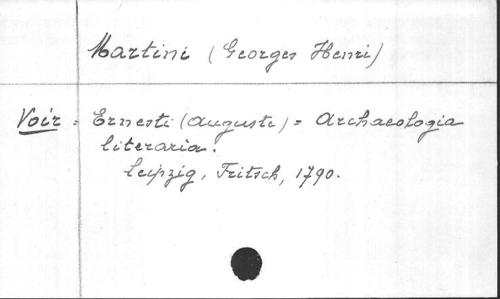 Martini (Georges Henri)
Voir = Ernesti (Auguste) = Archaeologia
literaria.
Leipzig, Fritsch, 1790.